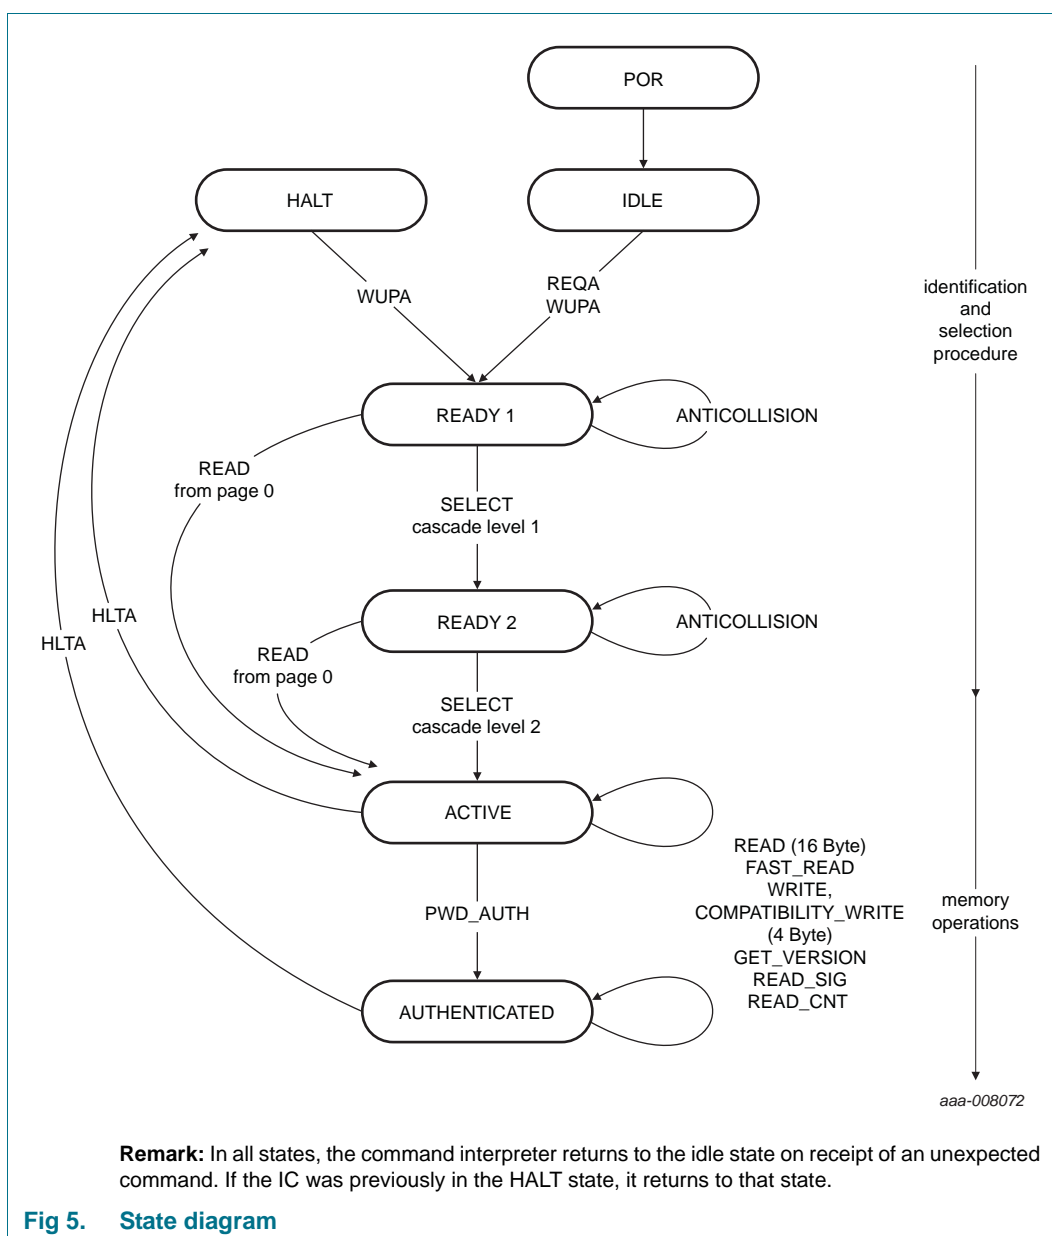 POR
HALT
IDLE
WUPA
REQA
WUPA
identification
and
selection
procedure
READY 1
ANTICOLLISION
READ
from page 0
SELECT
cascade level 1
READY 2
ANTICOLLISION
HLTA
HLTA
READ
from page 0
SELECT
cascade level 2
ACTIVE
READ (16 Byte)
FAST_READ
WRITE,
COMPATIBILITY_WRITE
(4 Byte)
GET_VERSION
READ_SIG
READ_CNT
memory
operations
PWD_AUTH
AUTHENTICATED
aaa-008072
Remark: In all states, the command interpreter returns to the idle state on receipt of an unexpected
command. If the IC was previously in the HALT state, it returns to that state.
Fig 5. State diagram